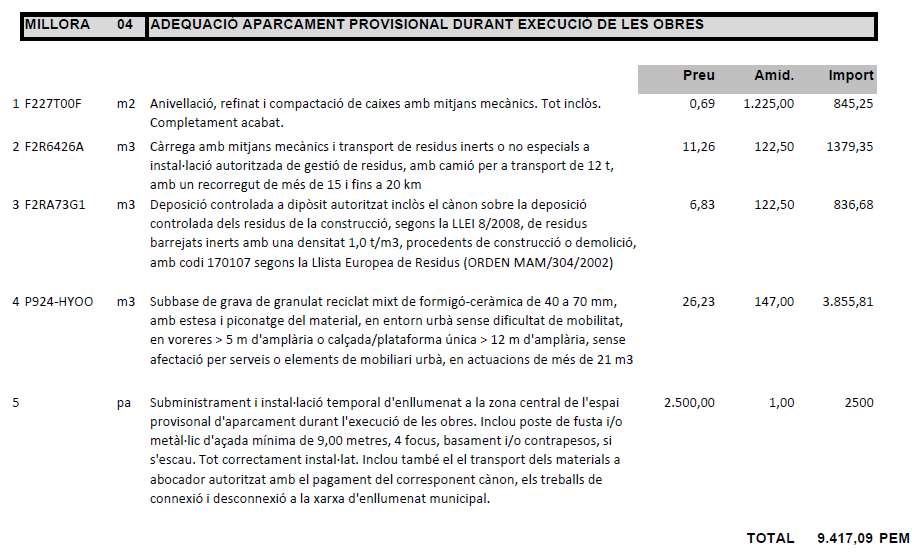 MILLORA 04 ADEQUACIÓ APARCAMENT PROVISIONAL DURANT EXECUCIÓ DE LES OBRES
Preu Amid. Import
1 F227T00F m2 Anivellació, refinat i compactació de caixes amb mitjans mecànics. Tot inclòs. 0,69 1.225,00 845,25
Completament acabat.
2 F2R6426A m3 Càrrega amb mitjans mecànics i transport de residus inerts o no especials a 11,26 122,50 1379,35
instal·lació autoritzada de gestió de residus, amb camió per a transport de 12 t,
amb un recorregut de més de 15 i fins a 20 km
3 F2RA73G1 m3 Deposició controlada a dipòsit autoritzat inclòs el cànon sobre la deposició 6,83 122,50 836,68
controlada dels residus de la construcció, segons la LLEI 8/2008, de residus
barrejats inerts amb una densitat 1,0 t/m3, procedents de construcció o demolició,
amb codi 170107 segons la Llista Europea de Residus (ORDEN MAM/304/2002)
4 P924-HYOO m3 Subbase de grava de granulat reciclat mixt de formigó-ceràmica de 40 a 70 mm, 26,23 147,00 3.855,81
amb estesa i piconatge del material, en entorn urbà sense dificultat de mobilitat,
en voreres > 5 m d'amplària o calçada/plataforma única > 12 m d'amplària, sense
afectació per serveis o elements de mobiliari urbà, en actuacions de més de 21 m3
5 pa Subministrament i instal·lació temporal d'enllumenat a la zona central de l'espai 2.500,00 1,00 2500
provisonal d'aparcament durant l'execució de les obres. Inclou poste de fusta i/o
metàl·lic d'açada mínima de 9,00 metres, 4 focus, basament i/o contrapesos, si
s'escau. Tot correctament instal·lat. Inclou també el el transport dels materials a
abocador autoritzat amb el pagament del corresponent cànon, els treballs de
connexió i desconnexió a la xarxa d'enllumenat municipal.
TOTAL 9.417,09 PEM